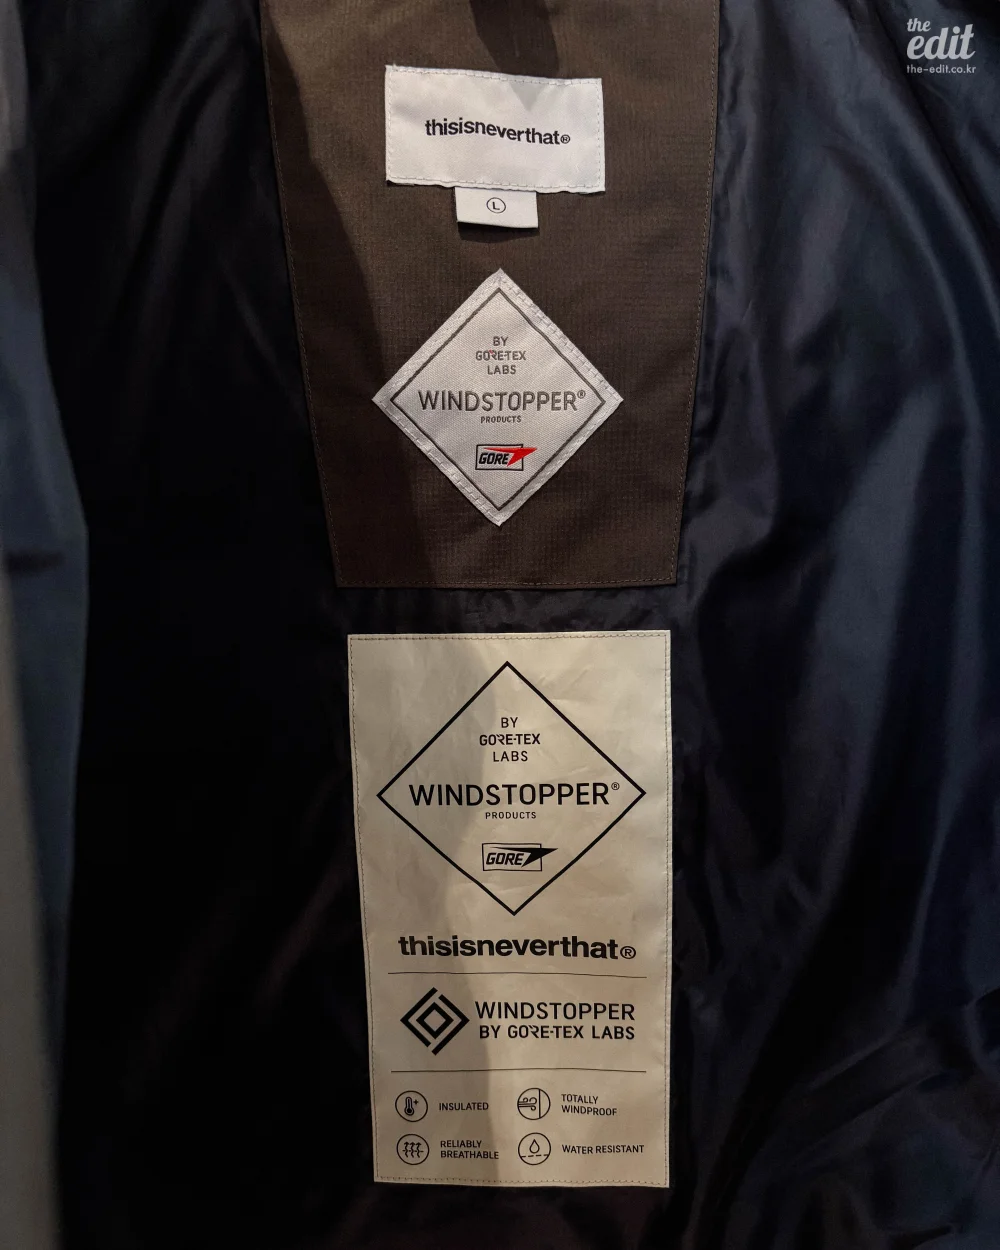 the
edit
the-edit.co.kr
thisisneverthat®
L
BY
GORE-TEX
LABS
WINDSTOPPER®
PRODUCTS
GORE
BY
GORE-TEX
LABS
WINDSTOPPER®
PRODUCTS
GORE
thisisneverthat®
WINDSTOPPER
BY GORE-TEX LABS
INSULATED
TOTALLY
WINDPROOF
RELIABLY
BREATHABLE
WATER RESISTANT